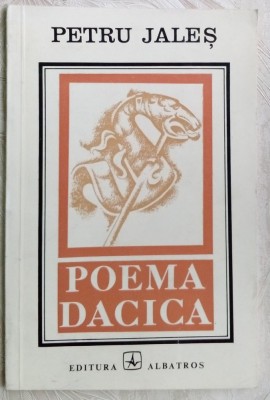 PETRU JALEȘ
POEMA
DACICA
EDITURA ALBATROS